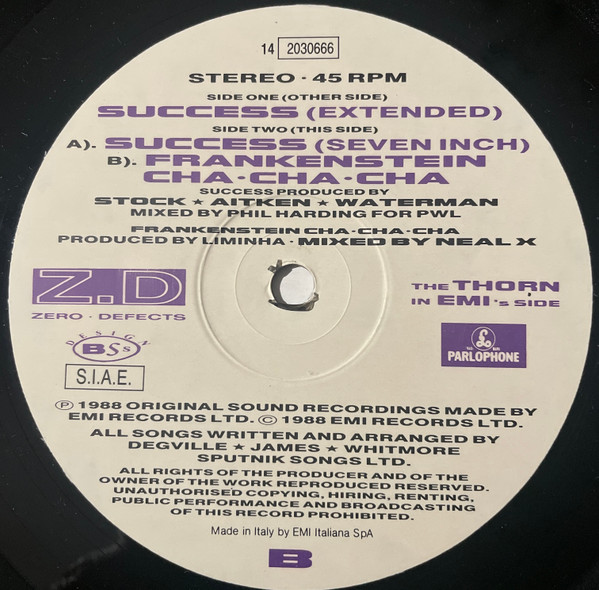 14 2030666
STEREO · 45 RPM
SIDE ONE (OTHER SIDE)
SUCCESS (EXTENDED)
SIDE TWO (THIS SIDE)
A). SUCCESS (SEVEN INCH)
B). FRANKENSTEIN
CHA·CHA·CHA
SUCCESS PRODUCED BY
STOCK ★ AITKEN ★ WATERMAN
MIXED BY PHIL HARDING FOR PWL
FRANKENSTEIN CHA·CHA·CHA
PRODUCED BY LIMINHA · MIXED BY NEAL X
Z.D
ZERO · DEFECTS
THE THORN
IN EMI 's SIDE
DESIGN
BSs
S.I.A.E.
PARLOPHONE
℗ 1988 ORIGINAL SOUND RECORDINGS MADE BY
EMI RECORDS LTD. © 1988 EMI RECORDS LTD.
ALL SONGS WRITTEN AND ARRANGED BY
DEGVILLE ★ JAMES ★ WHITMORE
SPUTNIK SONGS LTD.
ALL RIGHTS OF THE PRODUCER AND OF THE
OWNER OF THE WORK REPRODUCED RESERVED.
UNAUTHORISED COPYING, HIRING, RENTING,
PUBLIC PERFORMANCE AND BROADCASTING
OF THIS RECORD PROHIBITED.
Made in Italy by EMI Italiana SpA
B